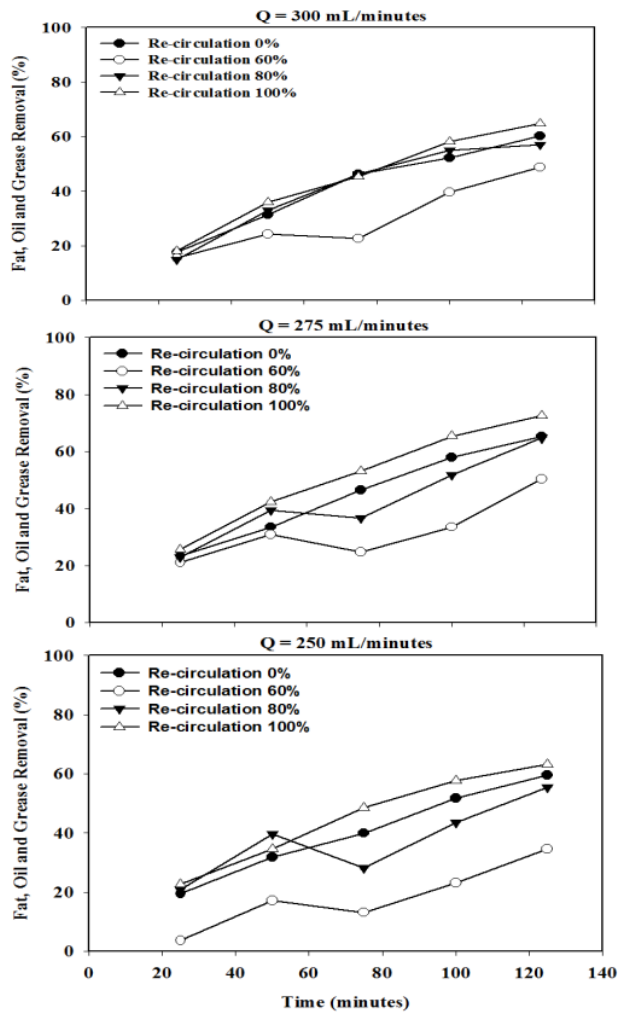 Q = 300 mL/minutes
Fat, Oil and Grease Removal (%)
100
80
60
40
20
0
Re-circulation 0%
Re-circulation 60%
Re-circulation 80%
Re-circulation 100%
Q = 275 mL/minutes
Fat, Oil and Grease Removal (%)
100
80
60
40
20
0
Re-circulation 0%
Re-circulation 60%
Re-circulation 80%
Re-circulation 100%
Q = 250 mL/minutes
Fat, Oil and Grease Removal (%)
100
80
60
40
20
0
Re-circulation 0%
Re-circulation 60%
Re-circulation 80%
Re-circulation 100%
0 20 40 60 80 100 120 140
Time (minutes)